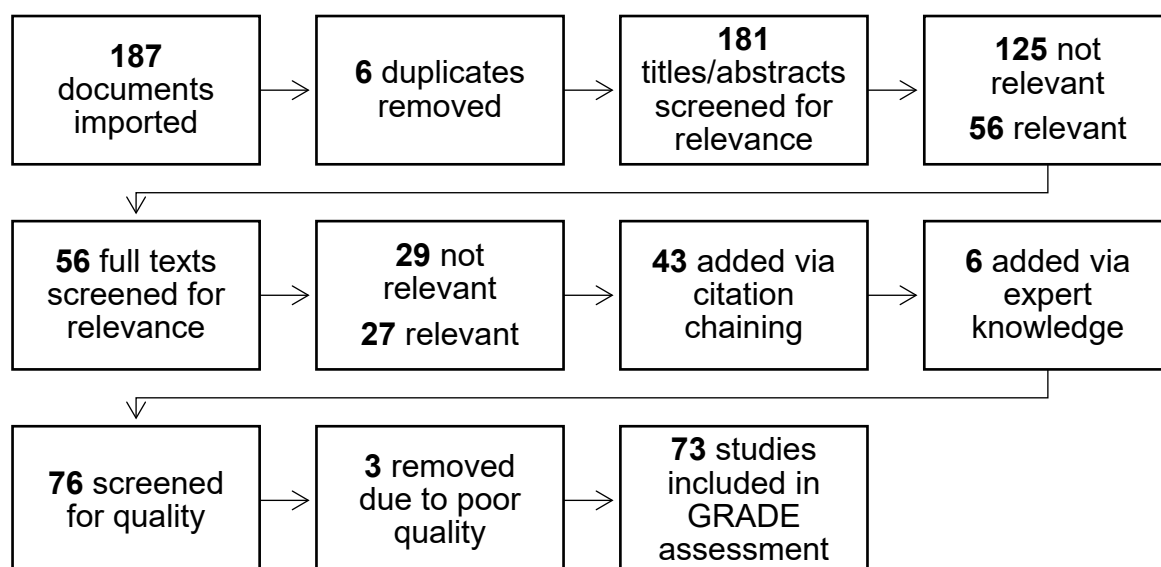 187
documents
imported
6 duplicates
removed
181
titles/abstracts
screened for
relevance
125 not
relevant
56 relevant
56 full texts
screened for
relevance
29 not
relevant
27 relevant
43 added via
citation
chaining
6 added via
expert
knowledge
76 screened
for quality
3 removed
due to poor
quality
73 studies
included in
GRADE
assessment